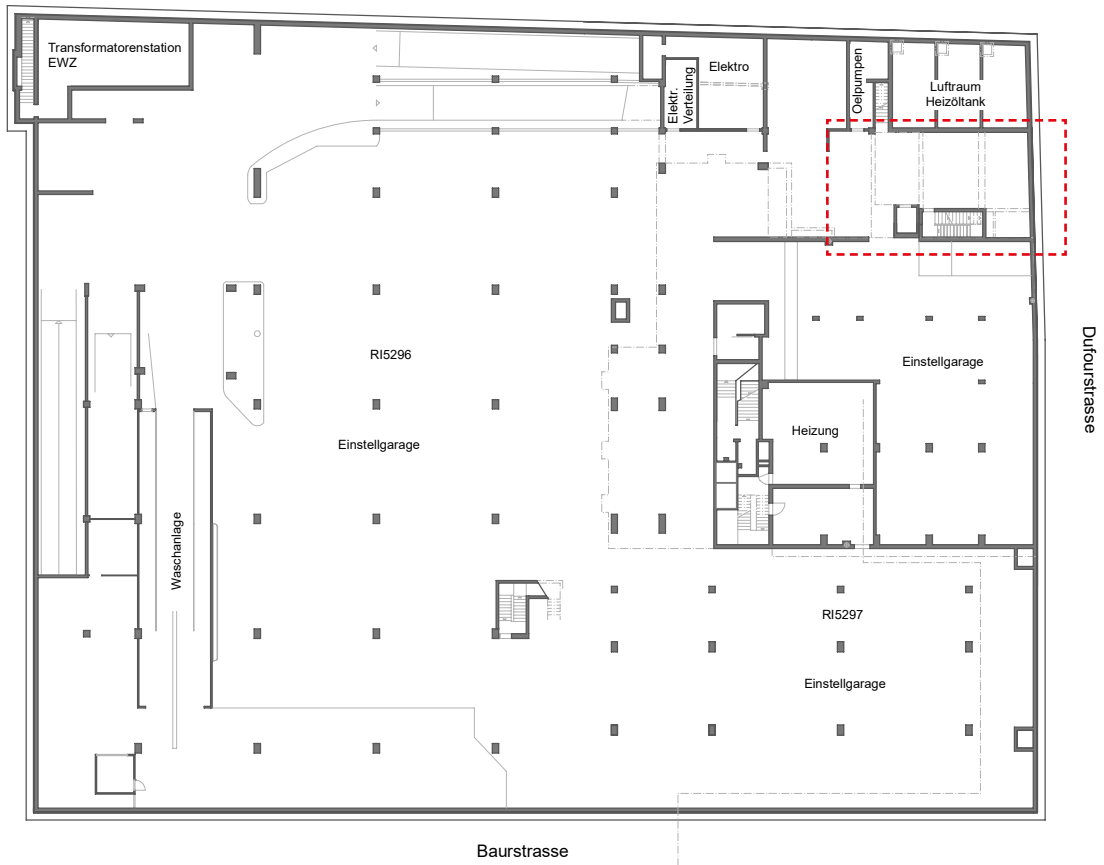 Transformatorenstation
EWZ
Elektr.
Verteilung
Elektro
Oelpumpen
Luftraum
Heizöltank
RI5296
Einstellgarage
Einstellgarage
Dufourstrasse
Heizung
Waschanlage
RI5297
Einstellgarage
Baurstrasse